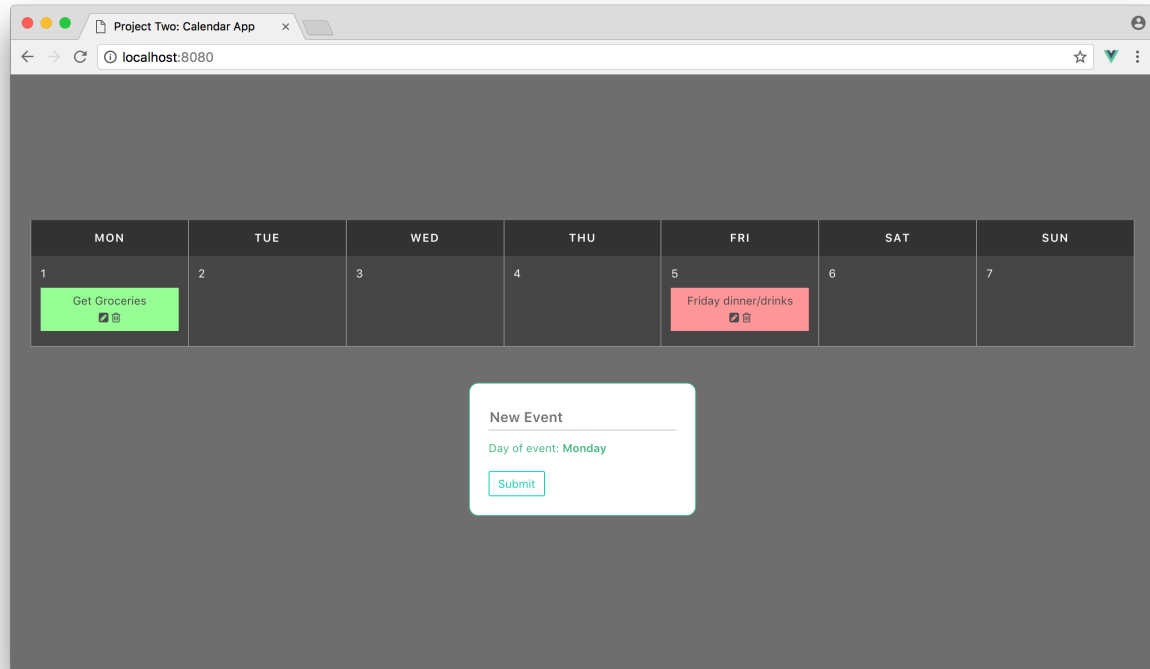 Project Two: Calendar App
localhost:8080
MON TUE WED THU FRI SAT SUN
1 2 3 4 5 6 7
Get Groceries Friday dinner/drinks
New Event
Day of event: Monday
Submit